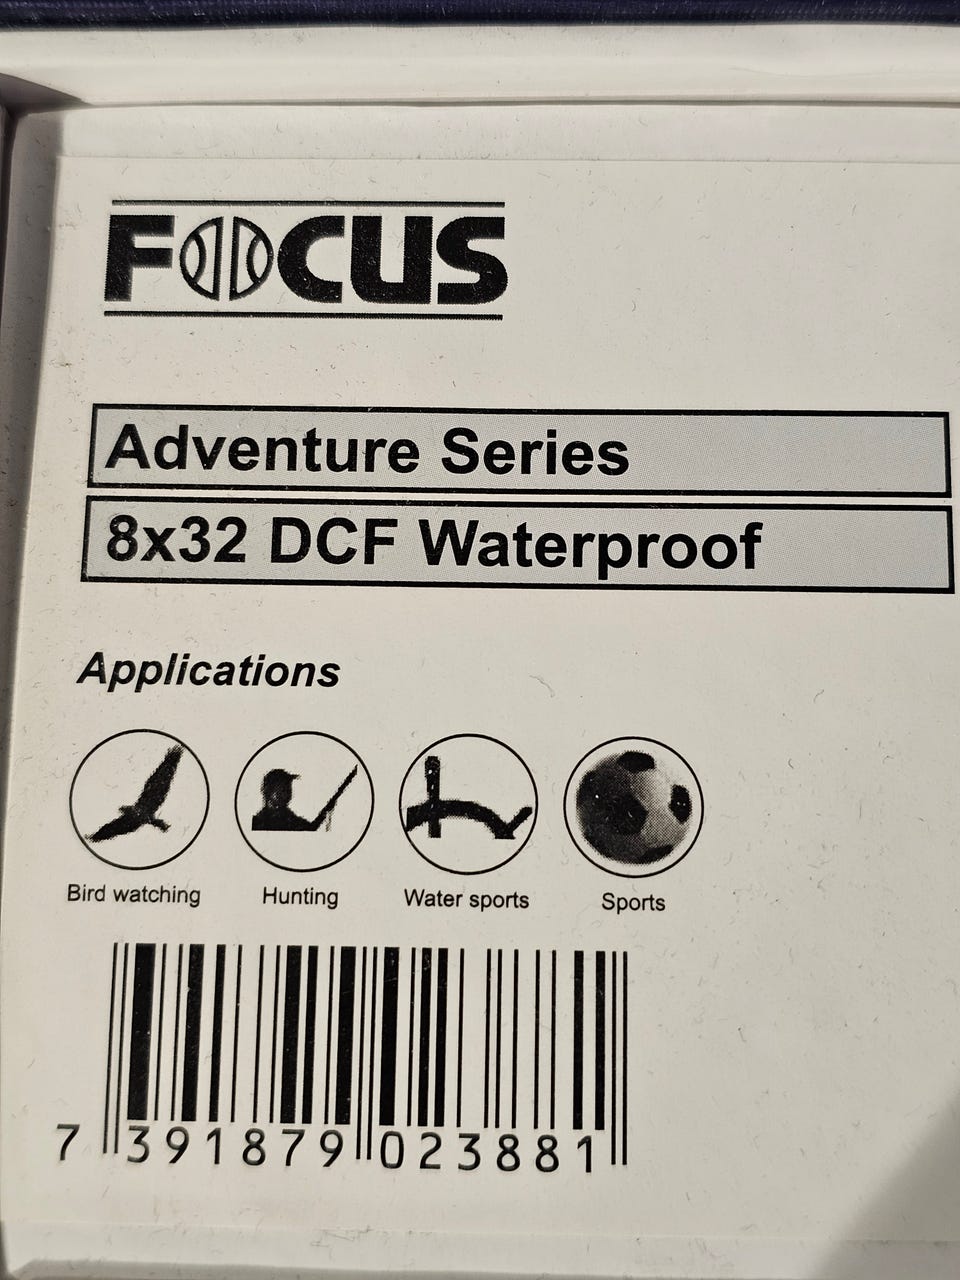 FOCUS
Adventure Series
8x32 DCF Waterproof
Applications
Bird watching Hunting Water sports Sports
7 391879 023881